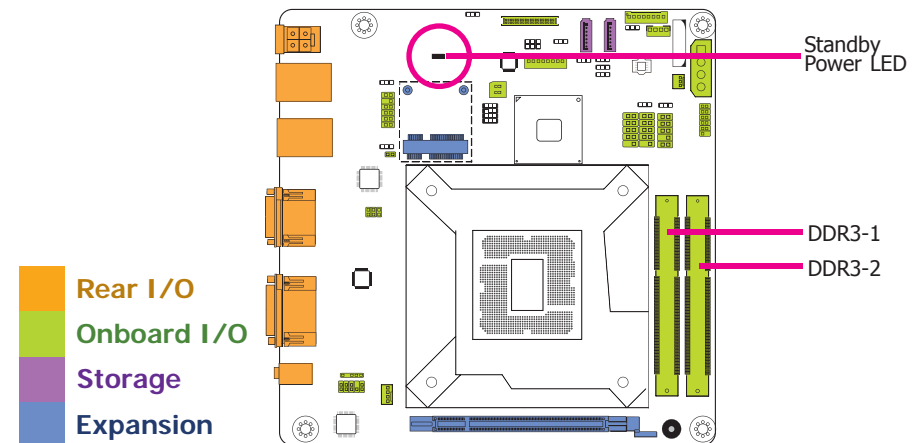 Standby
Power LED
DDR3-1
DDR3-2
Rear I/O
Onboard I/O
Storage
Expansion